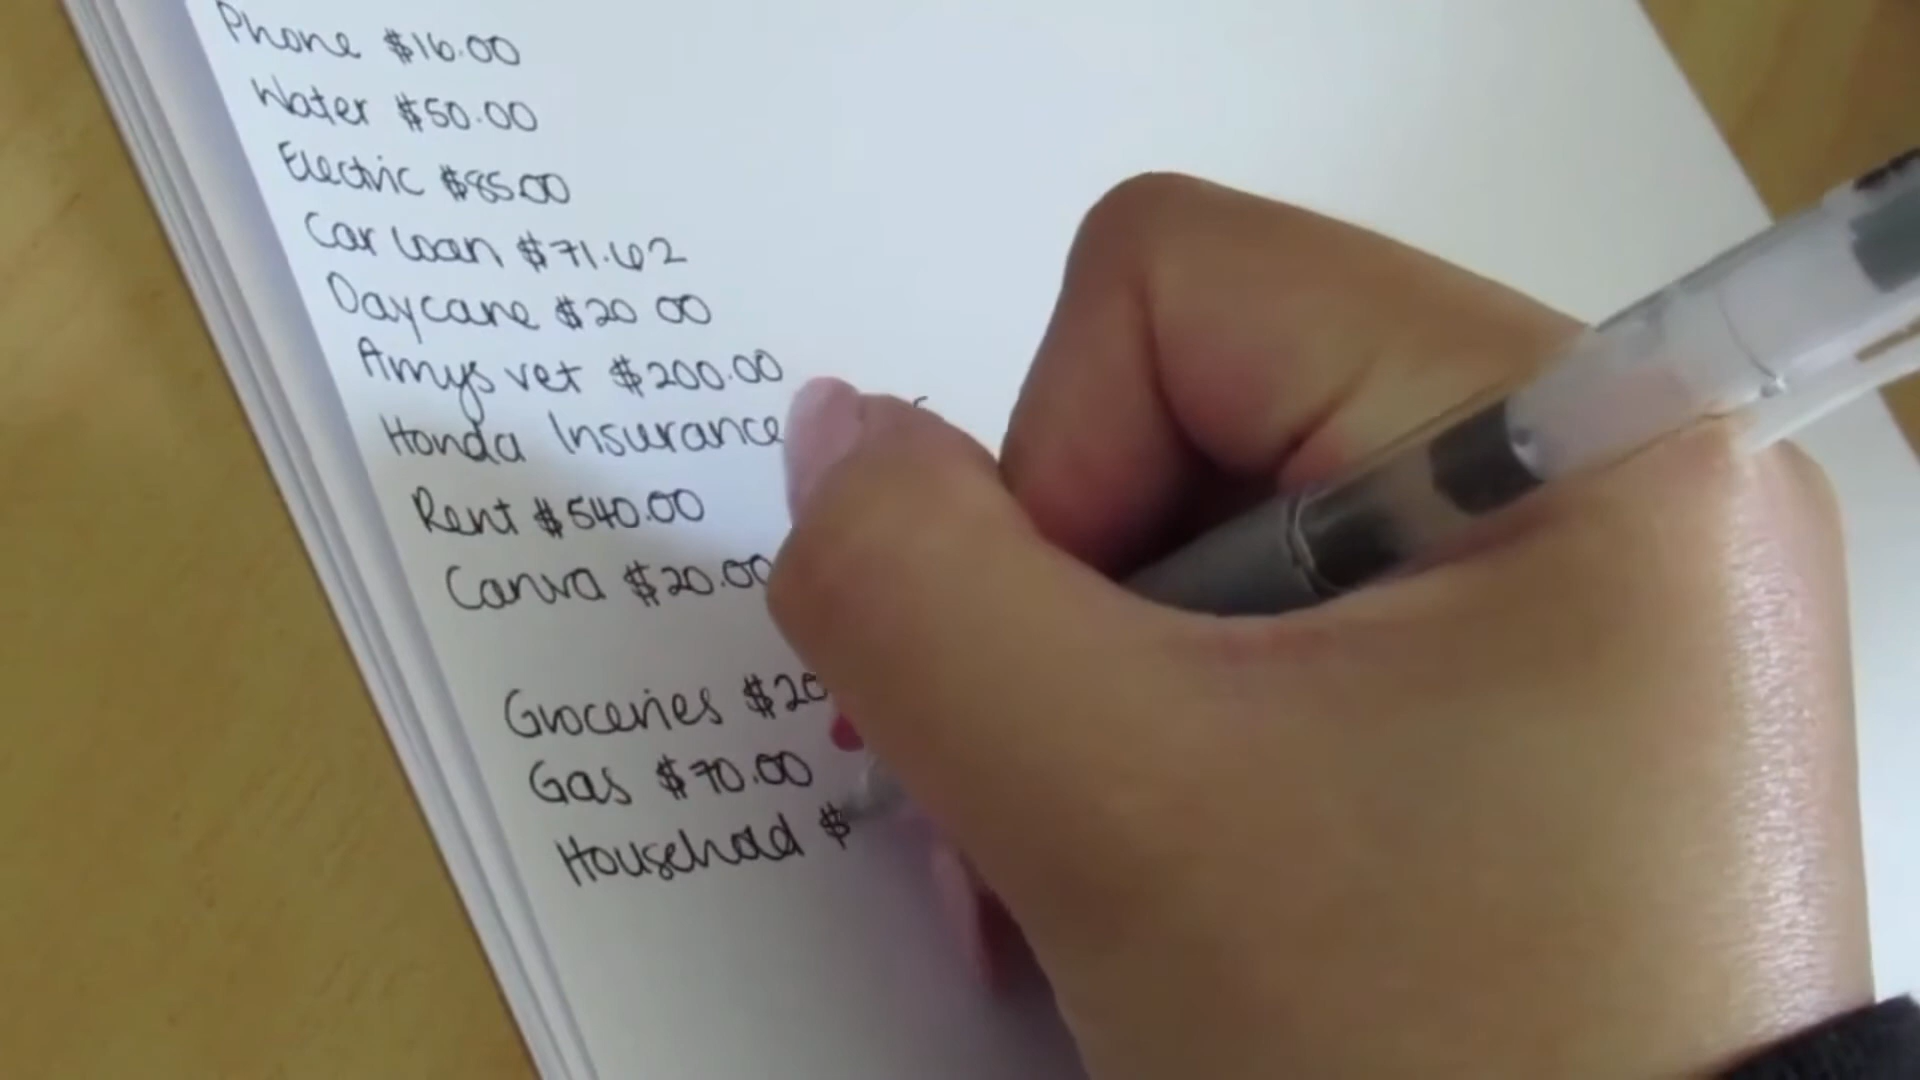 Phone $16.00
Water $50.00
Electric $85.00
Car loan $71.62
Daycare $20 00
Amys vet $200.00
Honda Insurance
Rent $540.00
Canva $20.00
Groceries $20
Gas $70.00
Household $